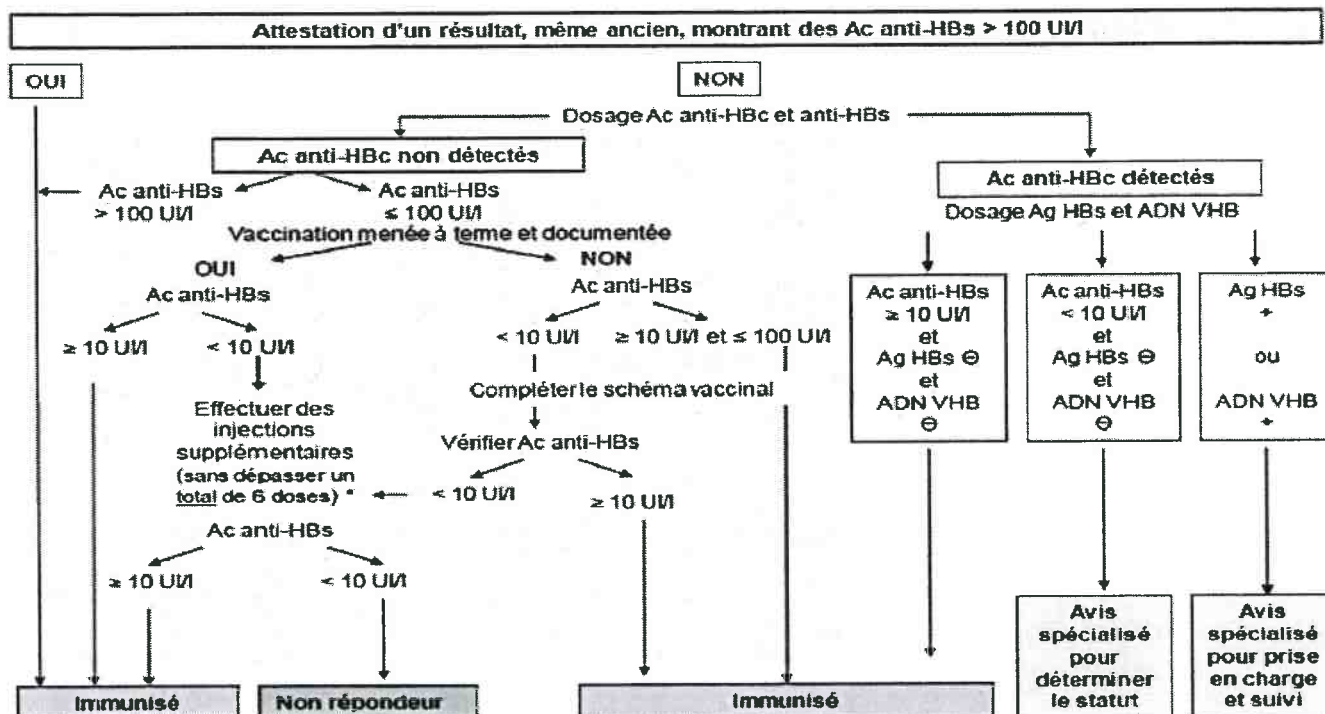 Attestation d'un résultat, même ancien, montrant des Ac anti-HBs > 100 UI/l
OUI
NON
Dosage Ac anti-HBc et anti-HBs
Ac anti-HBc non détectés
Ac anti-HBs
> 100 UI/l
Ac anti-HBs
≤ 100 UI/l
Vaccination menée à terme et documentée
OUI
Ac anti-HBs
≥ 10 UI/l
< 10 UI/l
Effectuer des
injections
supplémentaires
(sans dépasser un
total de 6 doses) *
Ac anti-HBs
≥ 10 UI/l
< 10 UI/l
NON
Ac anti-HBs
< 10 UI/l
≥ 10 UI/l et ≤ 100 UI/l
Compléter le schéma vaccinal
Vérifier Ac anti-HBs
< 10 UI/l
≥ 10 UI/l
Ac anti-HBc détectés
Dosage Ag HBs et ADN VHB
Ac anti-HBs
≥ 10 UI/l
et
Ag HBs ⊖
et
ADN VHB
⊖
Ac anti-HBs
< 10 UI/l
et
Ag HBs ⊖
et
ADN VHB
⊖
Ag HBs
+
ou
ADN VHB
+
Immunisé
Non répondeur
Immunisé
Avis
spécialisé
pour
déterminer
le statut
Avis
spécialisé
pour prise
en charge
et suivi